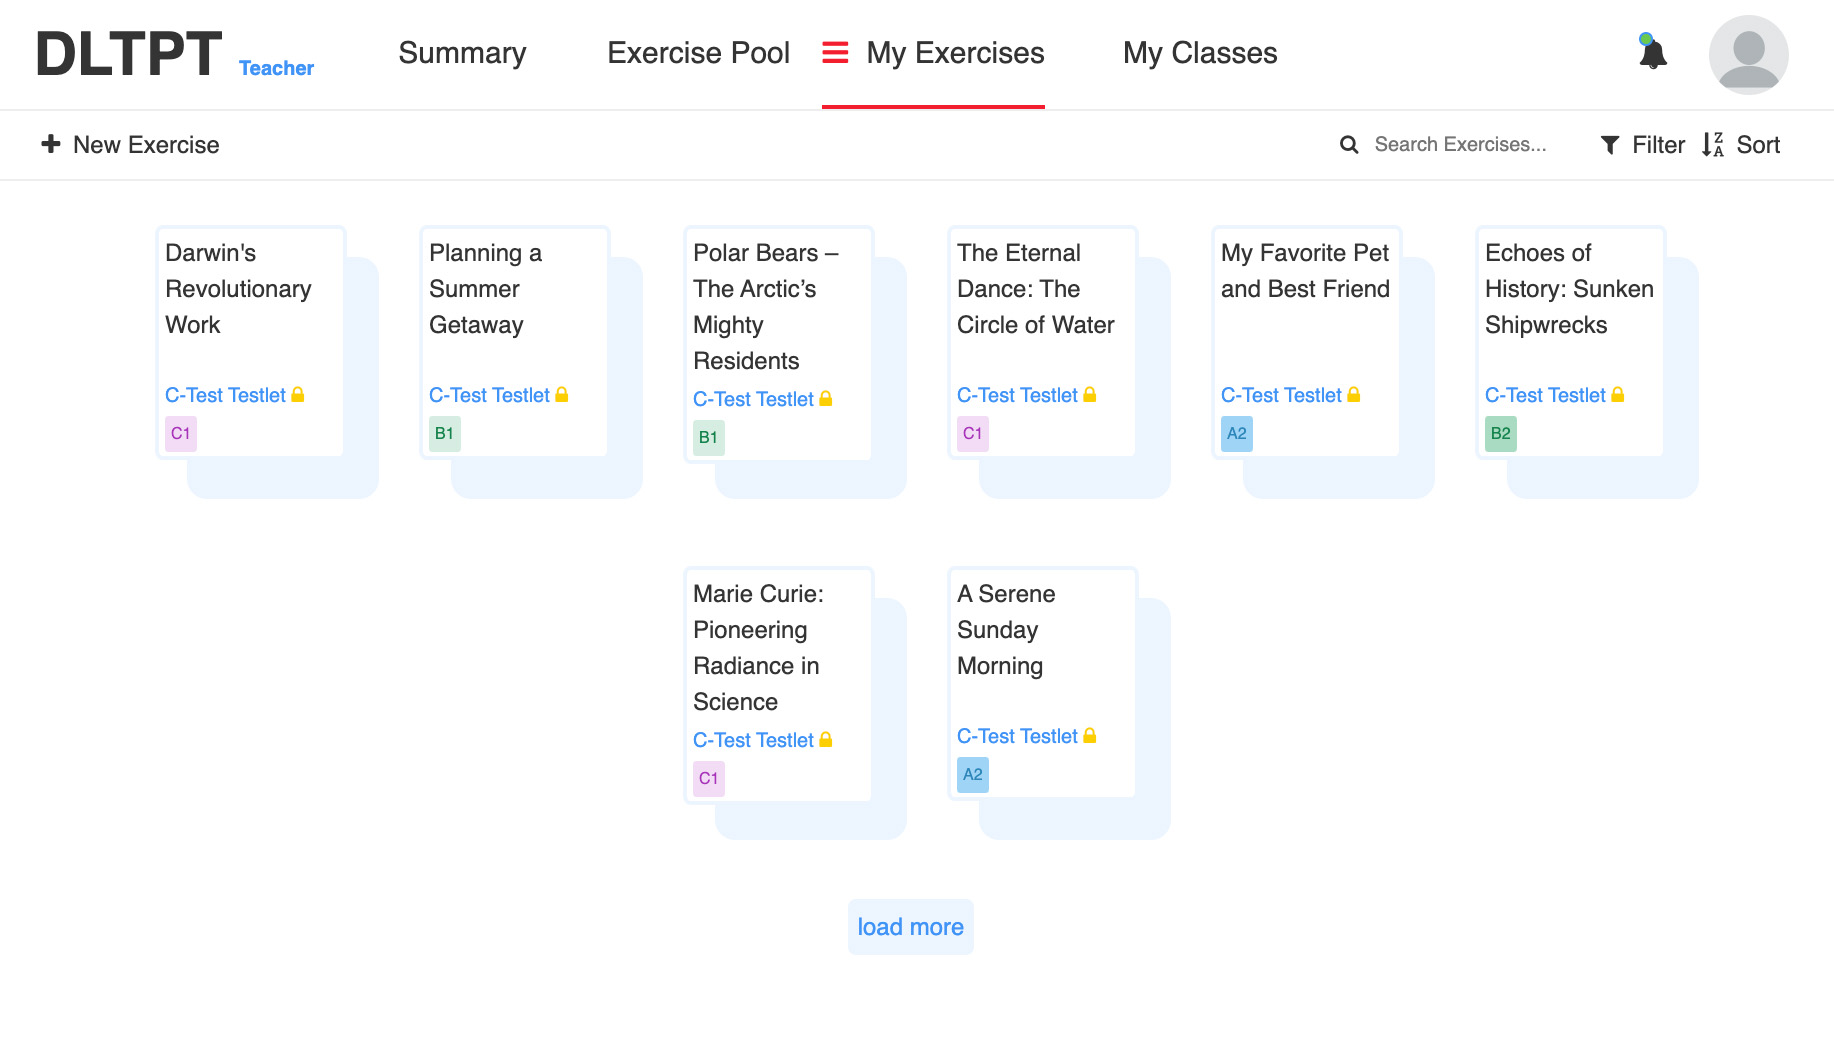 DLTPT Teacher
Summary
Exercise Pool
My Exercises
My Classes
New Exercise
Search Exercises...
Filter
Sort
Darwin's
Revolutionary
Work
C-Test Testlet
C1
Planning a
Summer
Getaway
C-Test Testlet
B1
Polar Bears –
The Arctic’s
Mighty
Residents
C-Test Testlet
B1
The Eternal
Dance: The
Circle of Water
C-Test Testlet
C1
My Favorite Pet
and Best Friend
C-Test Testlet
A2
Echoes of
History: Sunken
Shipwrecks
C-Test Testlet
B2
Marie Curie:
Pioneering
Radiance in
Science
C-Test Testlet
C1
A Serene
Sunday
Morning
C-Test Testlet
A2
load more